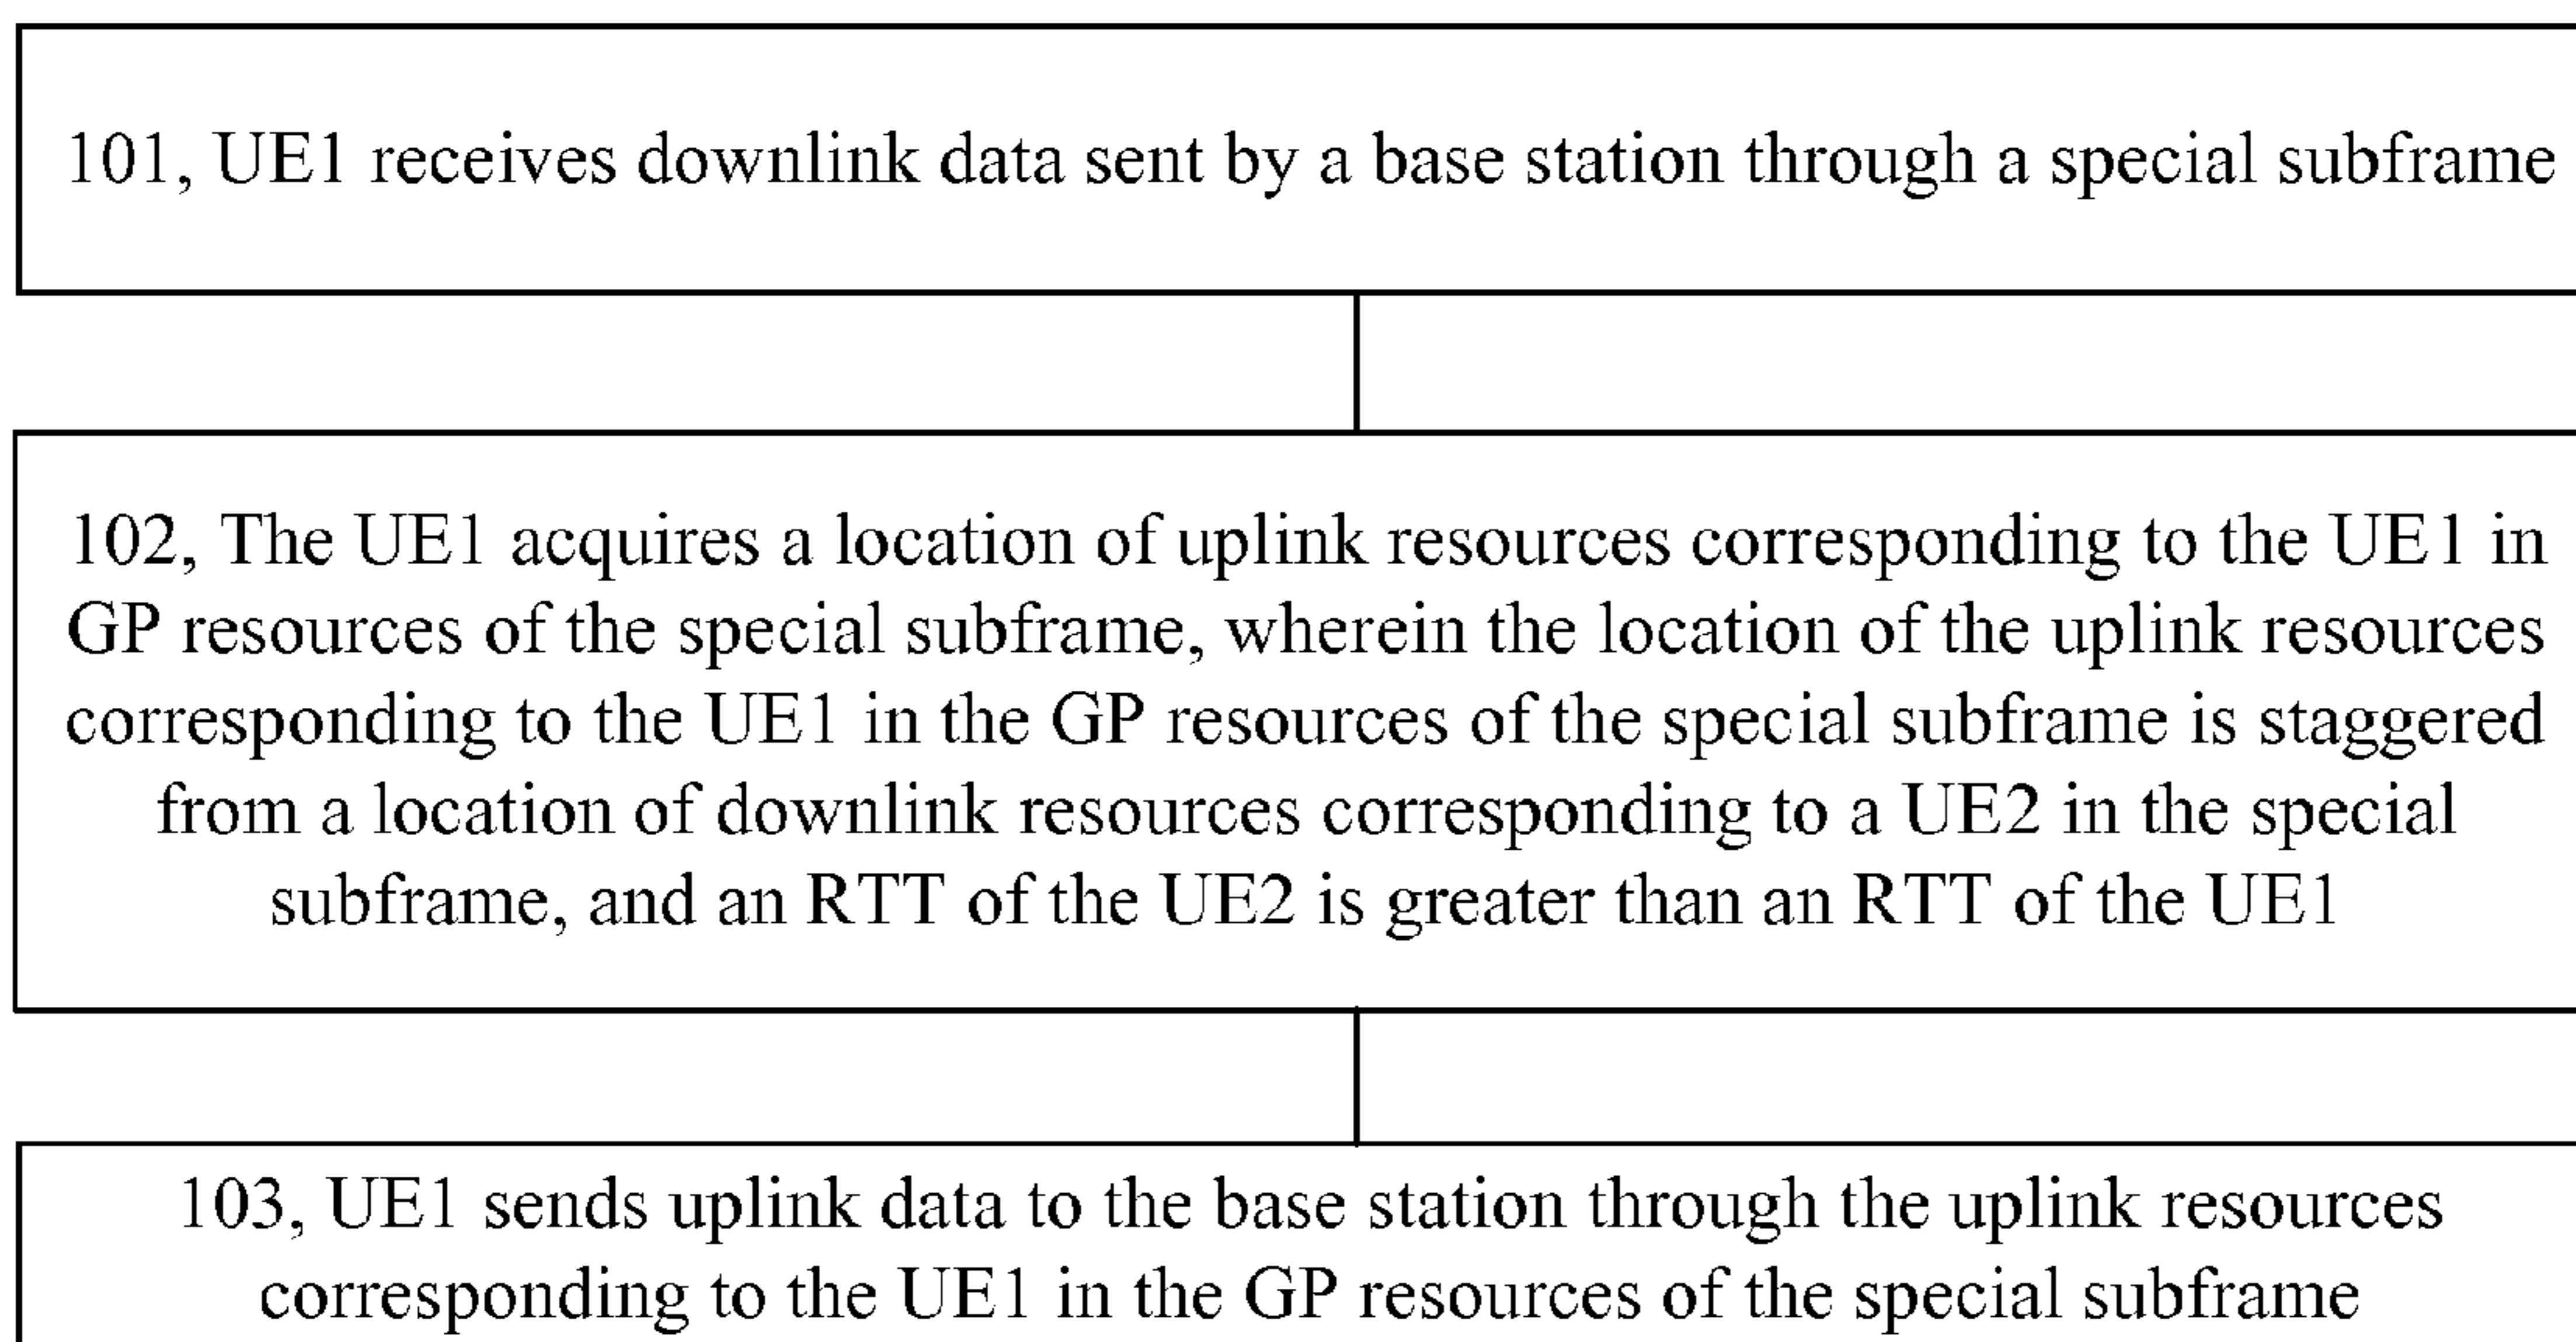 101, UE1 receives downlink data sent by a base station through a special subframe
102, The UE1 acquires a location of uplink resources corresponding to the UE1 in
GP resources of the special subframe, wherein the location of the uplink resources
corresponding to the UE1 in the GP resources of the special subframe is staggered
from a location of downlink resources corresponding to a UE2 in the special
subframe, and an RTT of the UE2 is greater than an RTT of the UE1
103, UE1 sends uplink data to the base station through the uplink resources
corresponding to the UE1 in the GP resources of the special subframe